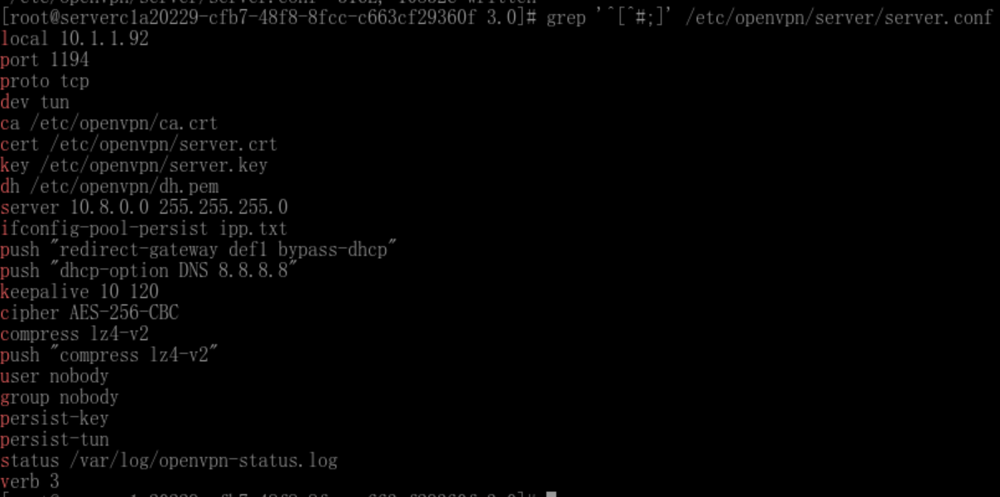 [root@serverc1a20229-cfb7-48f8-8fcc-c663cf29360f 3.0]# grep '^[^#;]' /etc/openvpn/server/server.conf
local 10.1.1.92
port 1194
proto tcp
dev tun
ca /etc/openvpn/ca.crt
cert /etc/openvpn/server.crt
key /etc/openvpn/server.key
dh /etc/openvpn/dh.pem
server 10.8.0.0 255.255.255.0
ifconfig-pool-persist ipp.txt
push "redirect-gateway def1 bypass-dhcp"
push "dhcp-option DNS 8.8.8.8"
keepalive 10 120
cipher AES-256-CBC
compress lz4-v2
push "compress lz4-v2"
user nobody
group nobody
persist-key
persist-tun
status /var/log/openvpn-status.log
verb 3